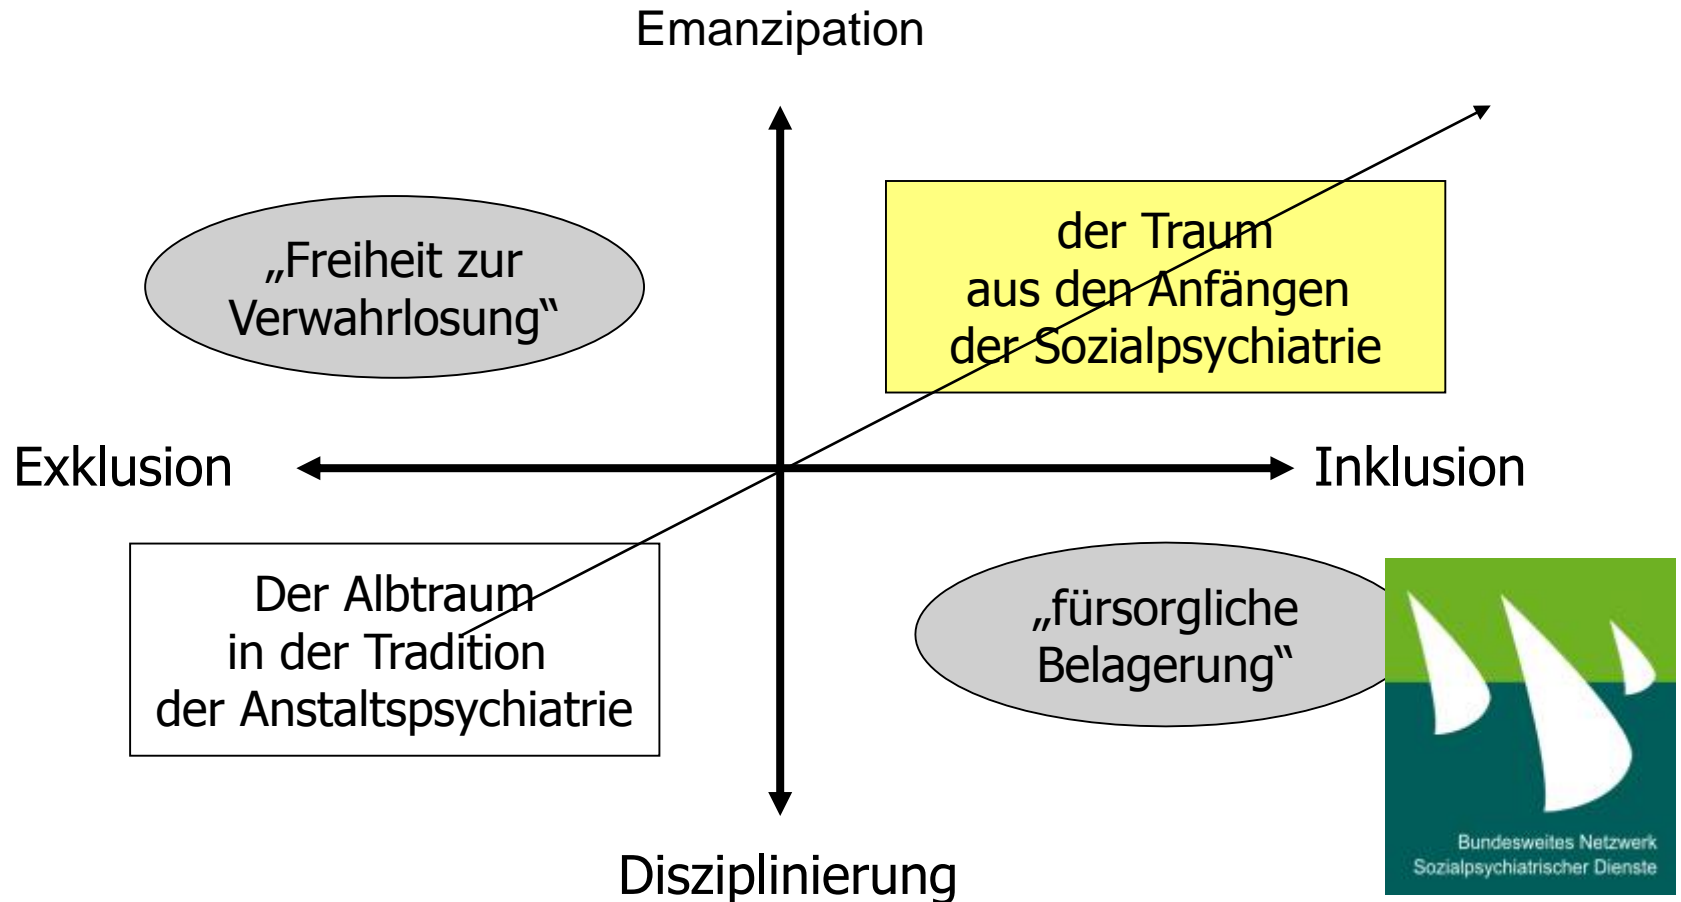 Emanzipation
„Freiheit zur
Verwahrlosung“
der Traum
aus den Anfängen
der Sozialpsychiatrie
Exklusion
Inklusion
Der Albtraum
in der Tradition
der Anstaltspsychiatrie
„fürsorgliche
Belagerung“
Bundesweites Netzwerk
Sozialpsychiatrischer Dienste
Disziplinierung